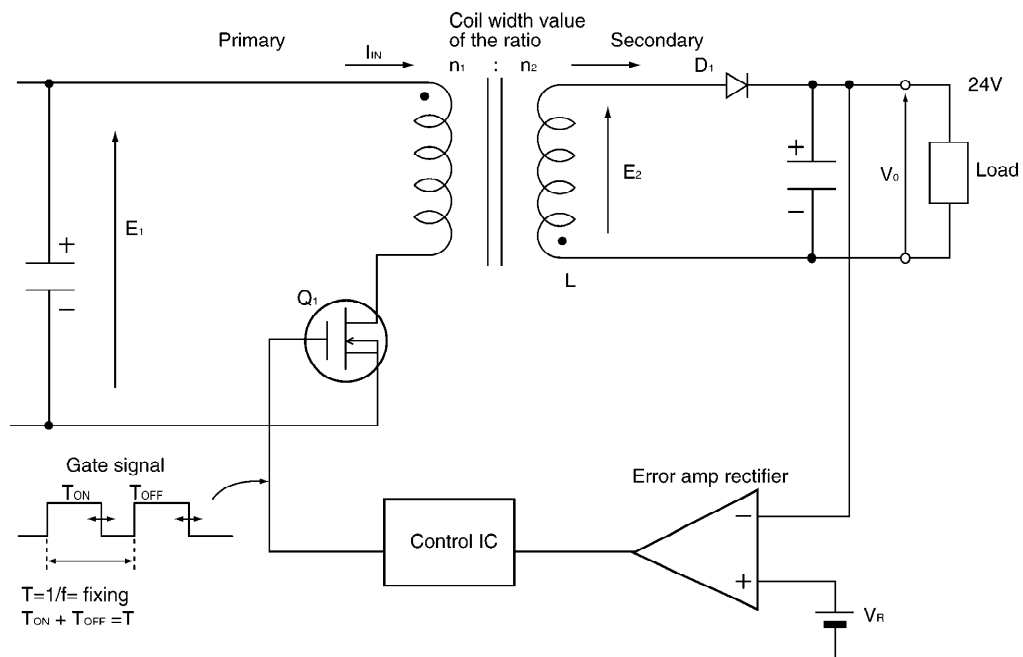 Coil width value
of the ratio
Primary
Secondary
IIN
n1 : n2
D1
24V
+
E1
E2
+
V0
Load
−
+
−
L
Q1
Gate signal
TON
TOFF
Error amp rectifier
Control IC
−
+
VR
T=1/f= fixing
TON + TOFF =T